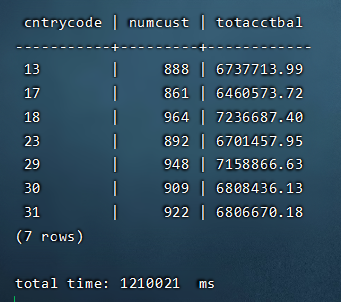 cntrycode | numcust | totacctbal
-----------+---------+------------
13 | 888 | 6737713.99
17 | 861 | 6460573.72
18 | 964 | 7236687.40
23 | 892 | 6701457.95
29 | 948 | 7158866.63
30 | 909 | 6808436.13
31 | 922 | 6806670.18
(7 rows)
total time: 1210021 ms